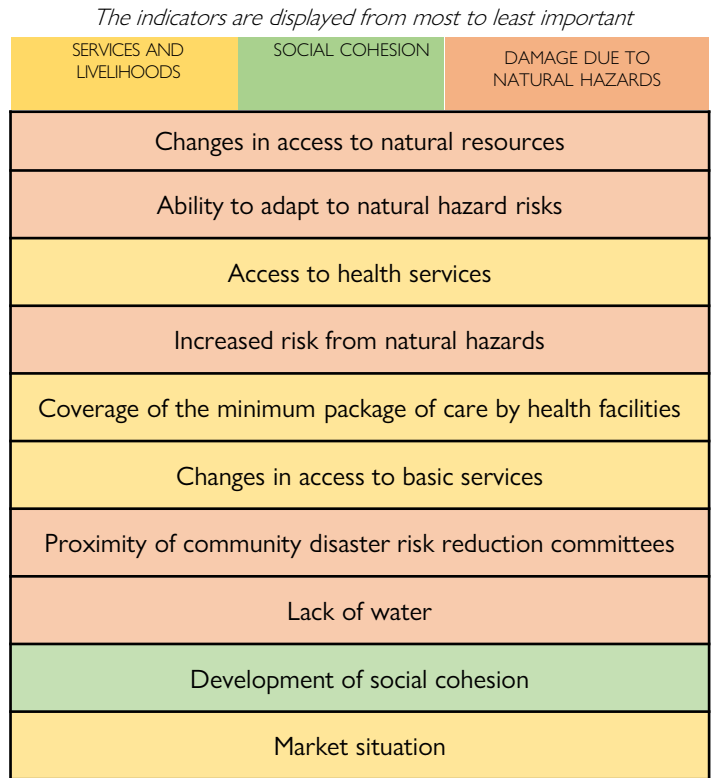 The indicators are displayed from most to least important
SERVICES AND
LIVELIHOODS
SOCIAL COHESION
DAMAGE DUE TO
NATURAL HAZARDS
Changes in access to natural resources
Ability to adapt to natural hazard risks
Access to health services
Increased risk from natural hazards
Coverage of the minimum package of care by health facilities
Changes in access to basic services
Proximity of community disaster risk reduction committees
Lack of water
Development of social cohesion
Market situation